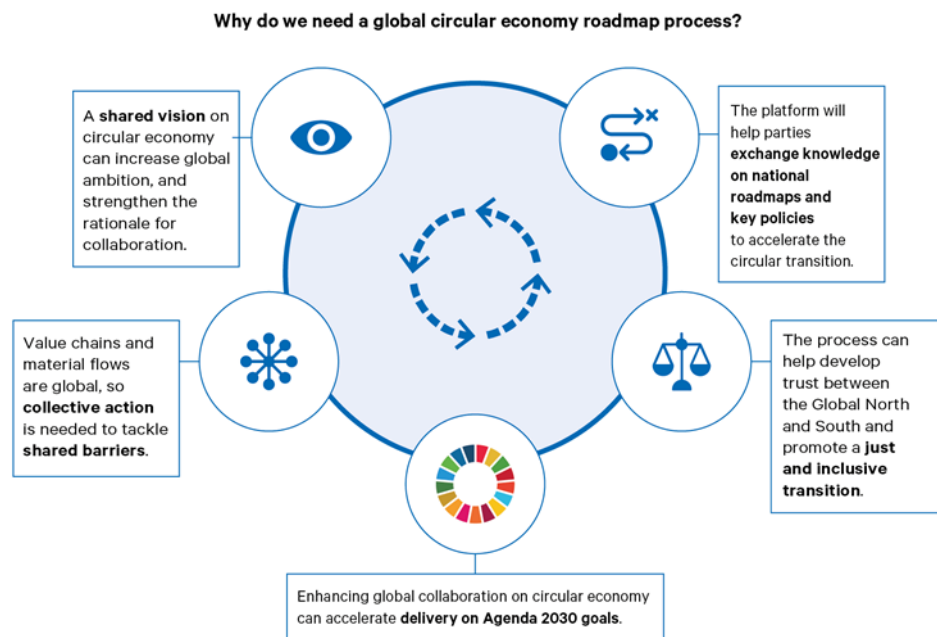 Why do we need a global circular economy roadmap process?
A shared vision on
circular economy
can increase global
ambition, and
strengthen the
rationale for
collaboration.
The platform will
help parties
exchange knowledge
on national
roadmaps and
key policies
to accelerate the
circular transition.
Value chains and
material flows
are global, so
collective action
is needed to tackle
shared barriers.
The process can
help develop
trust between
the Global North
and South and
promote a just
and inclusive
transition.
Enhancing global collaboration on circular economy
can accelerate delivery on Agenda 2030 goals.